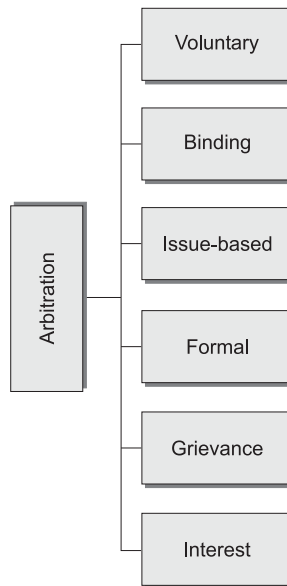 Arbitration
Voluntary
Binding
Issue-based
Formal
Grievance
Interest